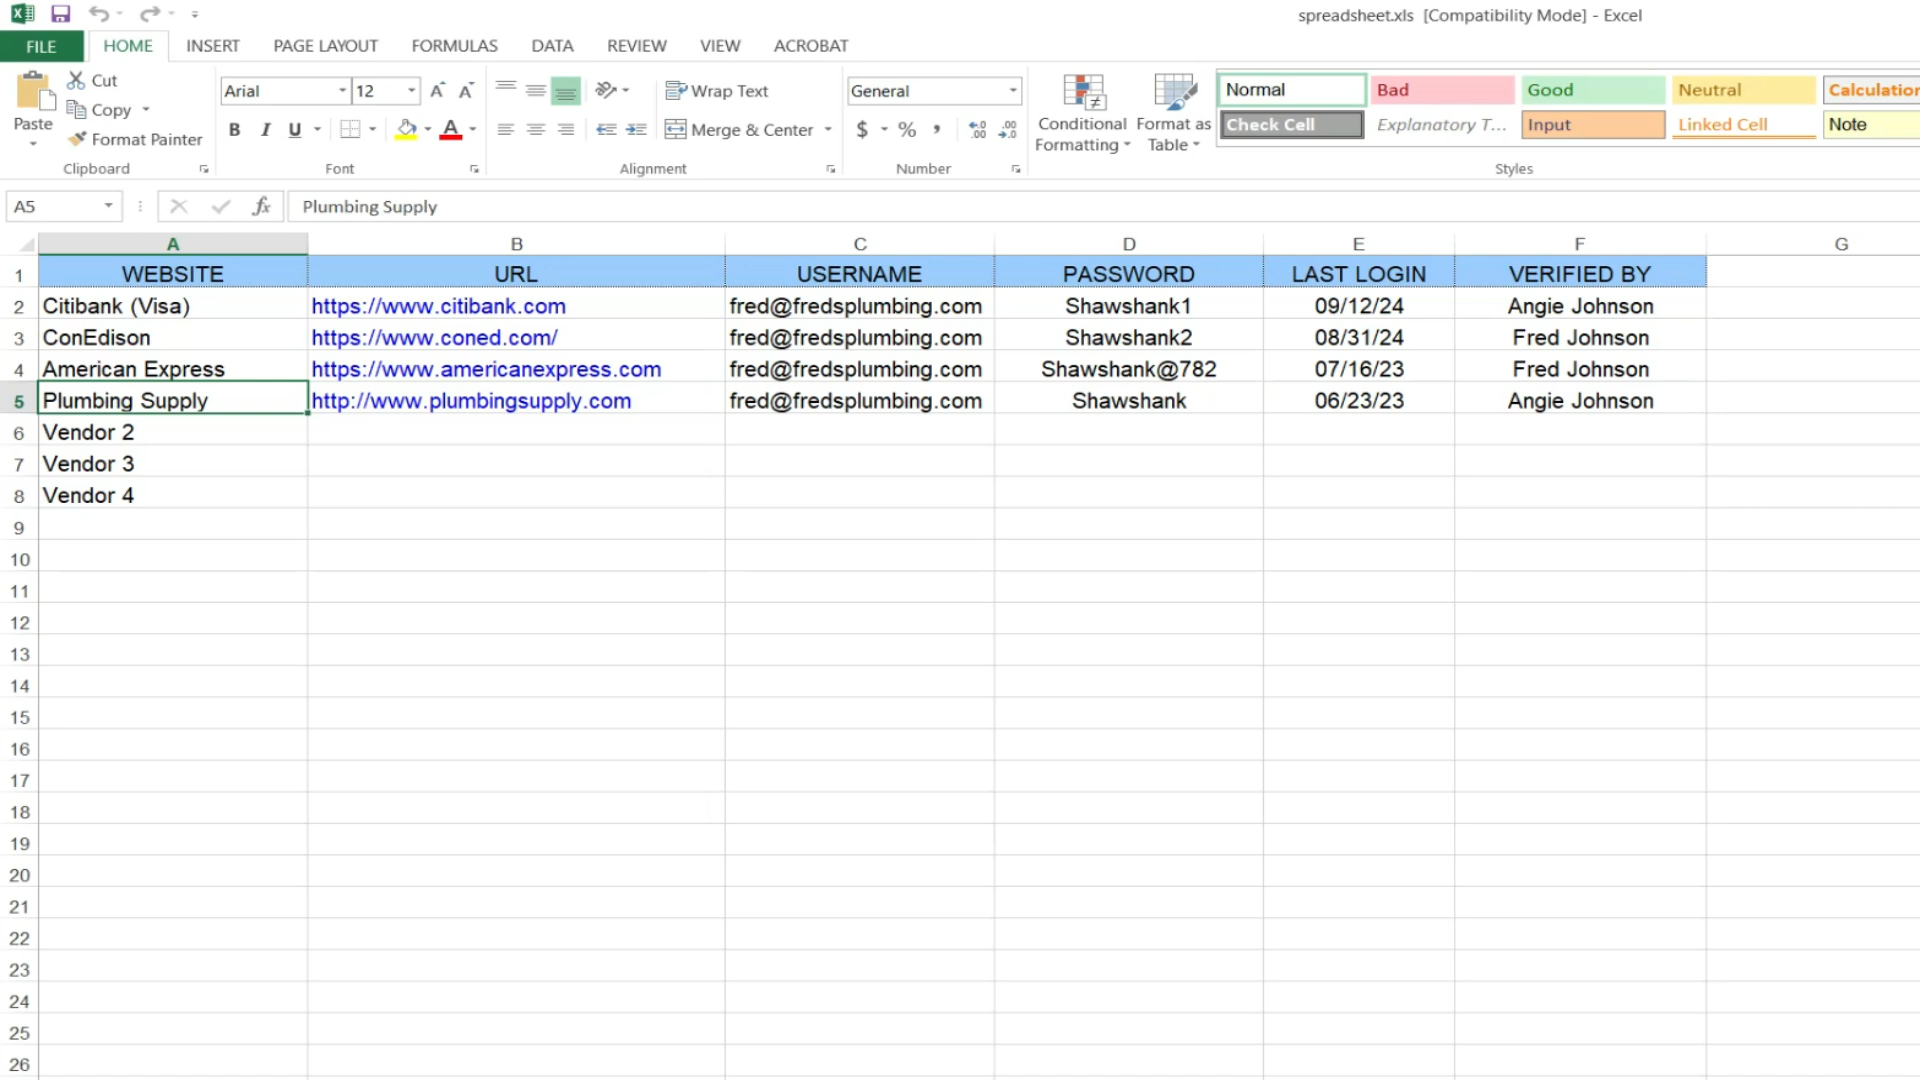 spreadsheet.xls [Compatibility Mode] - Excel
FILE HOME INSERT PAGE LAYOUT FORMULAS DATA REVIEW VIEW ACROBAT
Paste
Cut
Copy
Format Painter
Clipboard
Arial 12
B I U
Font
Wrap Text
Merge & Center
Alignment
General
$ % ,
Number
Conditional Formatting
Format as Table
Normal Bad Good Neutral Calculation
Check Cell Explanatory T... Input Linked Cell Note
Styles
A5 fx Plumbing Supply
A B C D E F G
1 WEBSITE URL USERNAME PASSWORD LAST LOGIN VERIFIED BY
2 Citibank (Visa) https://www.citibank.com fred@fredsplumbing.com Shawshank1 09/12/24 Angie Johnson
3 ConEdison https://www.coned.com/ fred@fredsplumbing.com Shawshank2 08/31/24 Fred Johnson
4 American Express https://www.americanexpress.com fred@fredsplumbing.com Shawshank@782 07/16/23 Fred Johnson
5 Plumbing Supply http://www.plumbingsupply.com fred@fredsplumbing.com Shawshank 06/23/23 Angie Johnson
6 Vendor 2
7 Vendor 3
8 Vendor 4
9
10
11
12
13
14
15
16
17
18
19
20
21
22
23
24
25
26